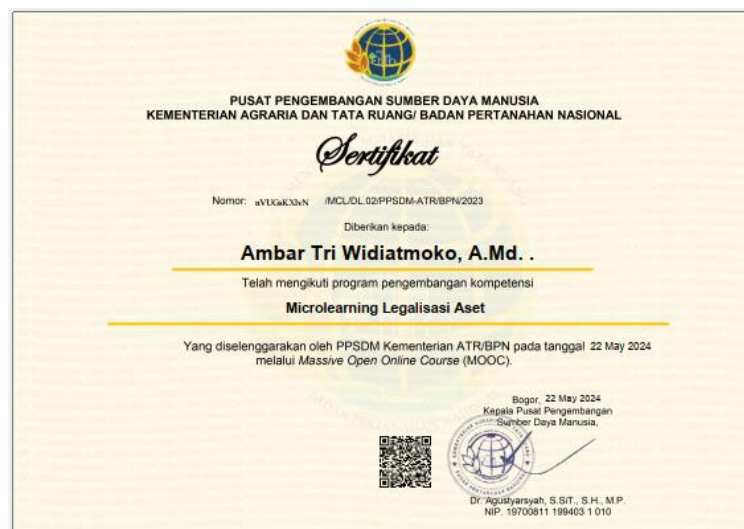 PUSAT PENGEMBANGAN SUMBER DAYA MANUSIA
KEMENTERIAN AGRARIA DAN TATA RUANG/ BADAN PERTANAHAN NASIONAL
Sertifikat
Nomor: /MCL/DL.02/PPSDM-ATR/BPN/2023
Diberikan kepada:
Ambar Tri Widiatmoko, A.Md. .
Telah mengikuti program pengembangan kompetensi
Microlearning Legalisasi Aset
Yang diselenggarakan oleh PPSDM Kementerian ATR/BPN pada tanggal 22 May 2024
melalui Massive Open Online Course (MOOC).
Bogor, 22 May 2024
Kepala Pusat Pengembangan
Sumber Daya Manusia,
Dr. Agustyarsyah, S.SiT., S.H., M.P.
NIP. 19700811 199403 1 010